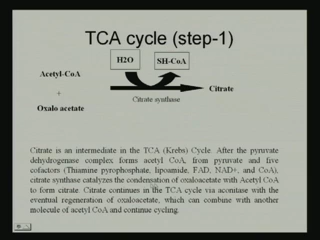 TCA cycle (step-1)
H2O
SH-CoA
Acetyl-CoA
+
Oxalo acetate
Citrate
Citrate synthase
Citrate is an intermediate in the TCA (Krebs) Cycle. After the pyruvate
dehydrogenase complex forms acetyl CoA, from pyruvate and five
cofactors (Thiamine pyrophosphate, lipoamide, FAD, NAD+, and CoA),
citrate synthase catalyzes the condensation of oxaloacetate with Acetyl CoA
to form citrate. Citrate continues in the TCA cycle via aconitase with the
eventual regeneration of oxaloacetate, which can combine with another
molecule of acetyl CoA and continue cycling.